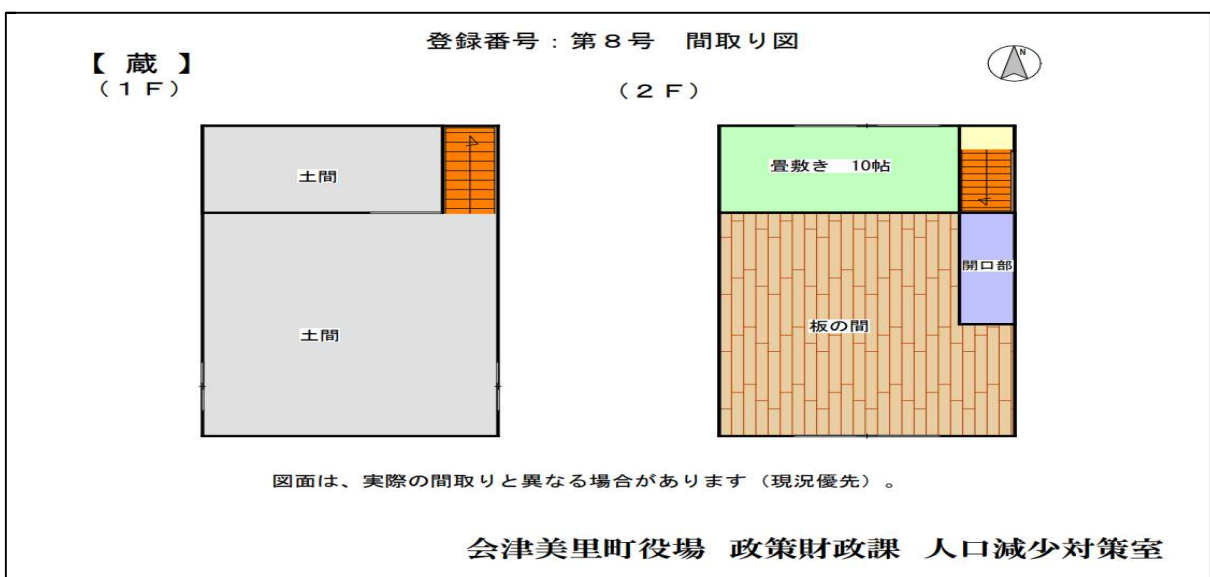 登録番号：第８号　間取り図
【 蔵 】
（１Ｆ）
（２Ｆ）
N
土間
畳敷き　10帖
開口部
土間
板の間
図面は、実際の間取りと異なる場合があります（現況優先）。
会津美里町役場　政策財政課　人口減少対策室